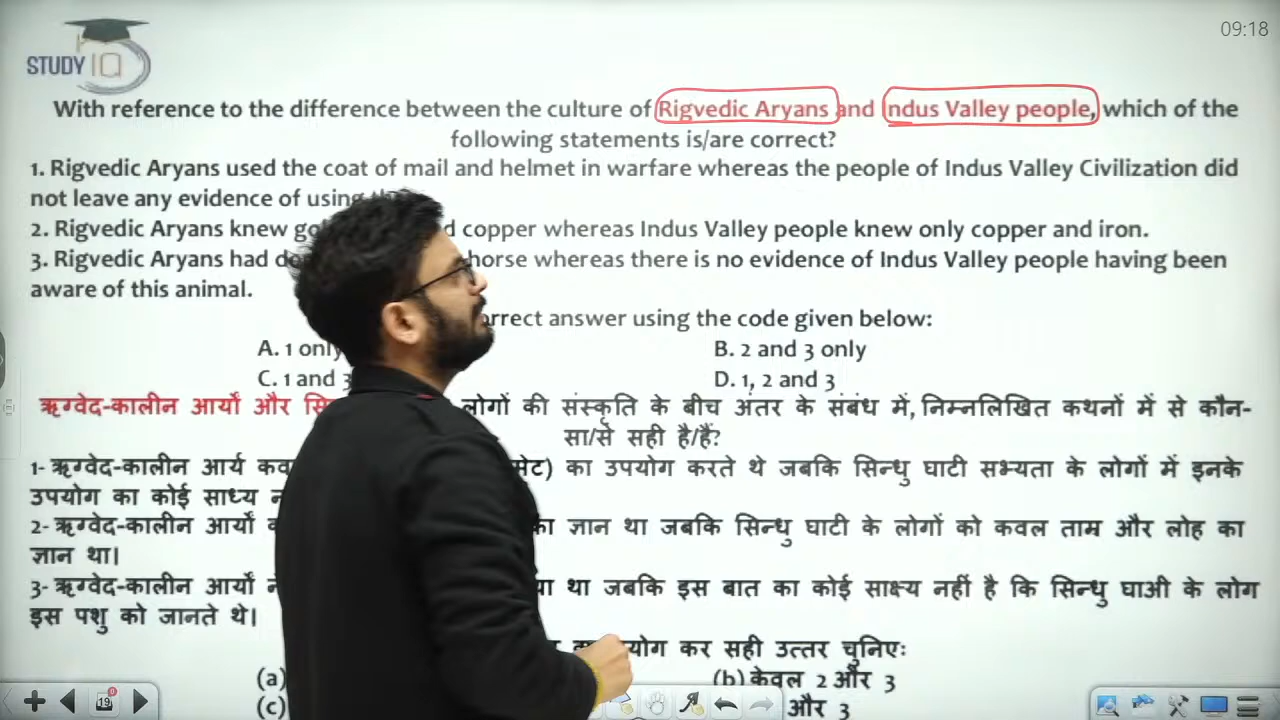 09:18
STUDY IQ
With reference to the difference between the culture of Rigvedic Aryans and Indus Valley people, which of the
following statements is/are correct?
1. Rigvedic Aryans used the coat of mail and helmet in warfare whereas the people of Indus Valley Civilization did
not leave any evidence of using
2. Rigvedic Aryans knew copper whereas Indus Valley people knew only copper and iron.
3. Rigvedic Aryans had horse whereas there is no evidence of Indus Valley people having been
aware of this animal.
answer using the code given below:
A. 1 only
B. 2 and 3 only
C. 1 and 3
D. 1, 2 and 3
ऋग्वेद-कालीन आर्यों और लोगों की संस्कृति के बीच अंतर के संबंध में, निम्नलिखित कथनों में से कौन-
सा/से सही है/हैं?
1- ऋग्वेद-कालीन आर्य का उपयोग करते थे जबकि सिन्धु घाटी सभ्यता के लोगों में इनके
उपयोग का कोई साध्य
2- ऋग्वेद-कालीन आर्यों ज्ञान था जबकि सिन्धु घाटी के लोगों को कवल ताम्र और लोह का
ज्ञान था।
3- ऋग्वेद-कालीन आर्यों था जबकि इस बात का कोई साक्ष्य नहीं है कि सिन्धु घाओी के लोग
इस पशु को जानते थे।
कर सही उत्तर चुनिएः
(a)
(b) केवल 2 और 3
(c)
और 3
19